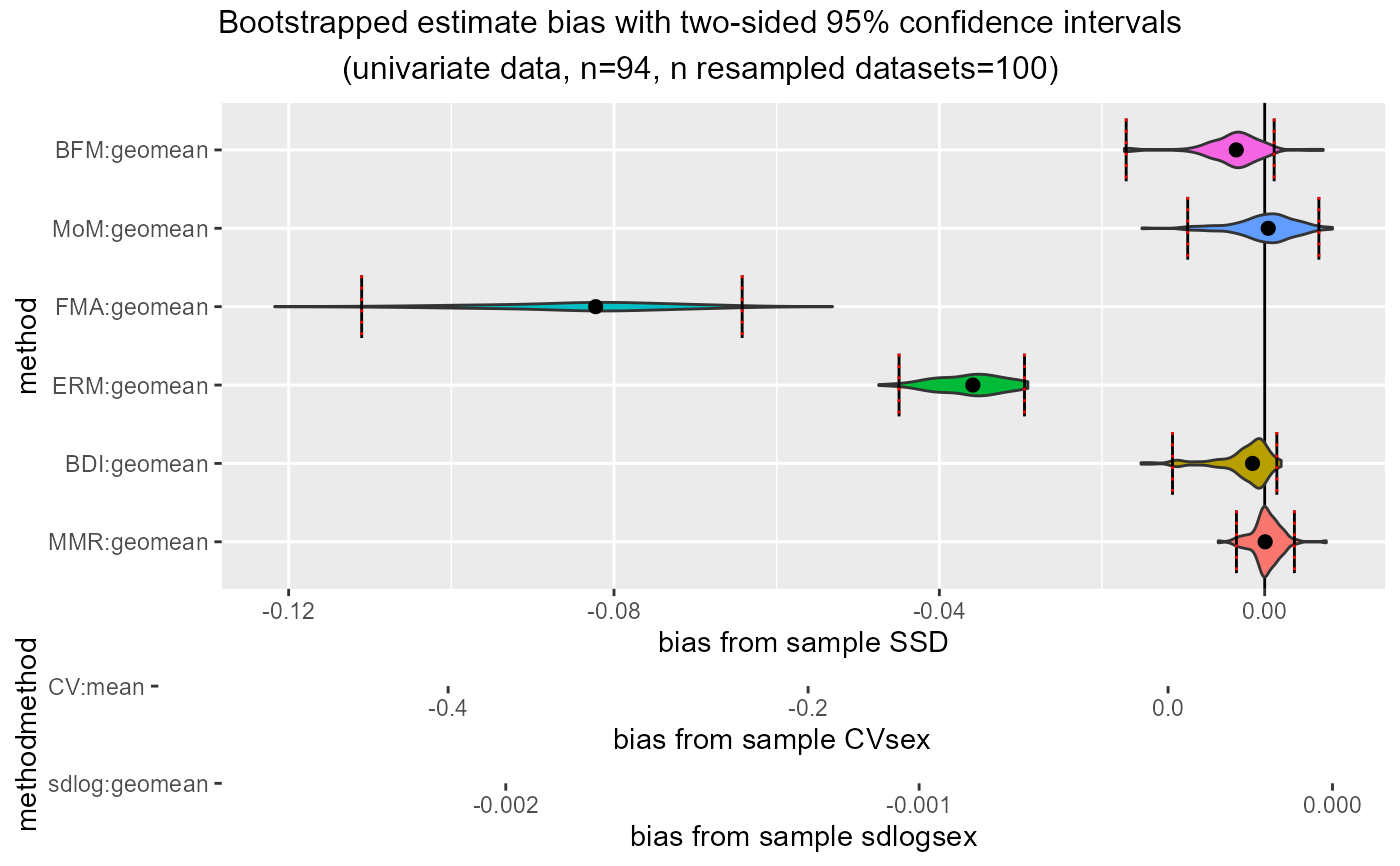 Bootstrapped estimate bias with two-sided 95% confidence intervals
(univariate data, n=94, n resampled datasets=100)
method
BFM:geomean
MoM:geomean
FMA:geomean
ERM:geomean
BDI:geomean
MMR:geomean
-0.12 -0.08 -0.04 0.00
bias from sample SSD
method
CV:mean
-0.4 -0.2 0.0
bias from sample CVsex
method
sdlog:geomean
-0.002 -0.001 0.000
bias from sample sdlogsex